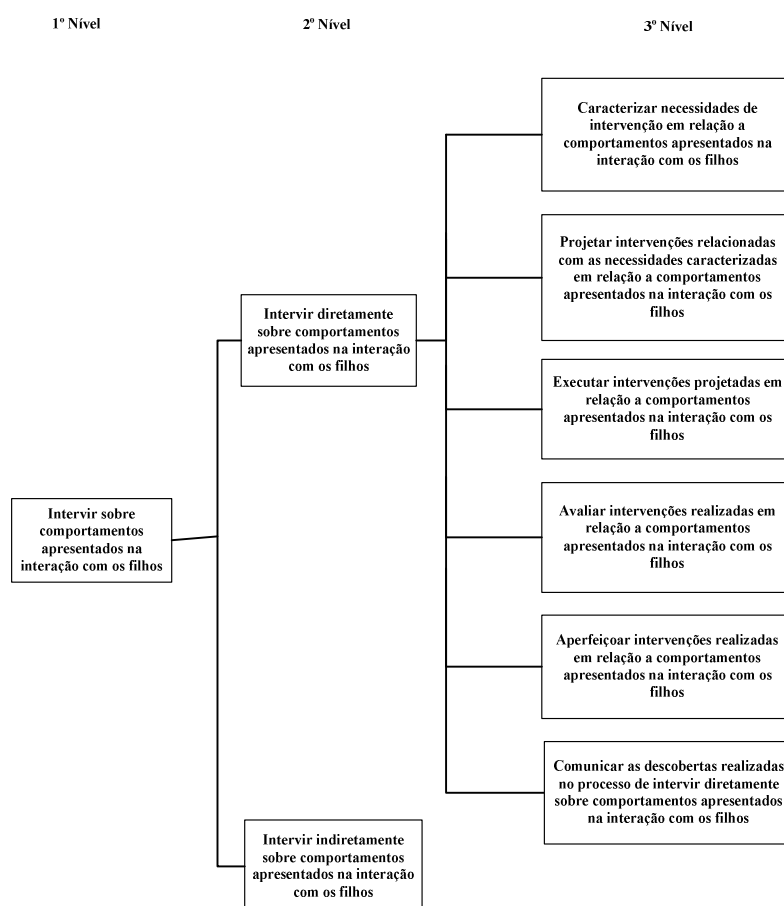 1º Nível
2º Nível
3º Nível
Caracterizar necessidades de
intervenção em relação a
comportamentos apresentados na
interação com os filhos
Projetar intervenções relacionadas
com as necessidades caracterizadas
em relação a comportamentos
apresentados na interação com os
filhos
Intervir diretamente
sobre comportamentos
apresentados na interação
com os filhos
Executar intervenções projetadas em
relação a comportamentos
apresentados na interação com os
filhos
Intervir sobre
comportamentos
apresentados na
interação com os filhos
Avaliar intervenções realizadas em
relação a comportamentos
apresentados na interação com os
filhos
Aperfeiçoar intervenções realizadas
em relação a comportamentos
apresentados na interação com os
filhos
Comunicar as descobertas realizadas
no processo de intervir diretamente
sobre comportamentos apresentados
na interação com os filhos
Intervir indiretamente
sobre comportamentos
apresentados na interação
com os filhos